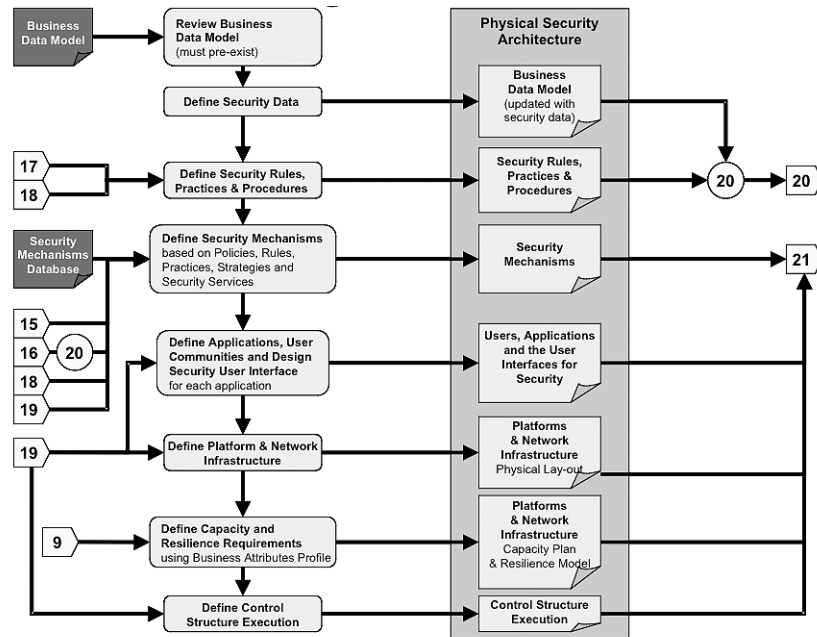 Business
Data Model
Review Business
Data Model
(must pre-exist)
Physical Security
Architecture
Define Security Data
Business
Data Model
(updated with
security data)
17
18
Define Security Rules,
Practices & Procedures
Security Rules,
Practices &
Procedures
20
20
Security
Mechanisms
Database
Define Security Mechanisms
based on Policies, Rules,
Practices, Strategies and
Security Services
Security
Mechanisms
21
15
16
20
18
19
Define Applications, User
Communities and Design
Security User Interface
for each application
Users, Applications
and the User
Interfaces for
Security
19
Define Platform & Network
Infrastructure
Platforms
& Network
Infrastructure
Physical Lay-out
9
Define Capacity and
Resilience Requirements
using Business Attributes Profile
Platforms
& Network
Infrastructure
Capacity Plan
& Resilience Model
Define Control
Structure Execution
Control Structure
Execution